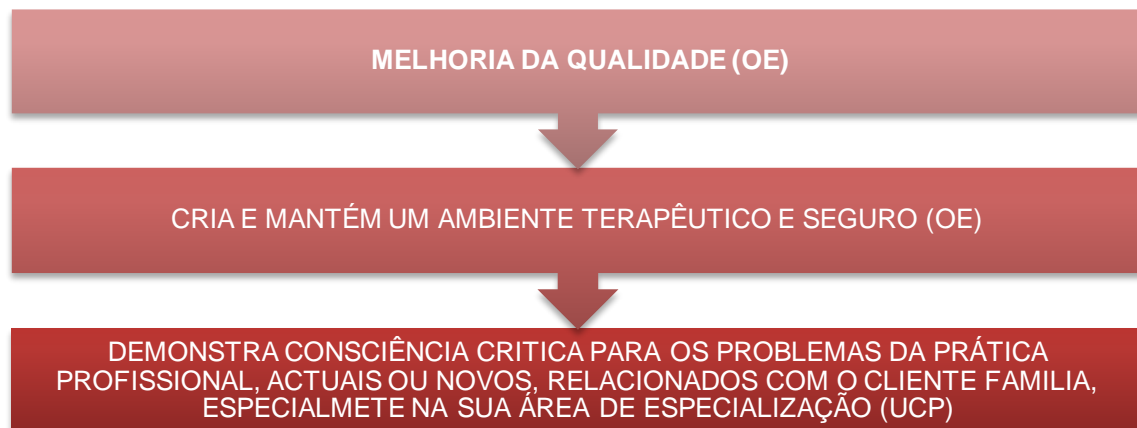 MELHORIA DA QUALIDADE (OE)
CRIA E MANTÉM UM AMBIENTE TERAPÊUTICO E SEGURO (OE)
DEMONSTRA CONSCIÊNCIA CRITICA PARA OS PROBLEMAS DA PRÁTICA
PROFISSIONAL, ACTUAIS OU NOVOS, RELACIONADOS COM O CLIENTE FAMILIA,
ESPECIALMETE NA SUA ÁREA DE ESPECIALIZAÇÃO (UCP)